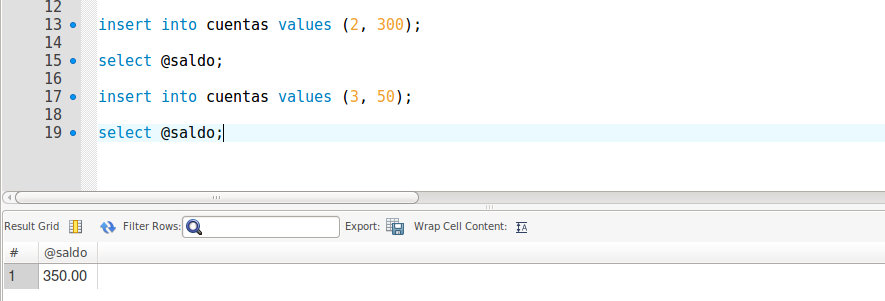 12
13 insert into cuentas values (2, 300);
14
15 select @saldo;
16
17 insert into cuentas values (3, 50);
18
19 select @saldo;
Result Grid Filter Rows: Export: Wrap Cell Content:
# @saldo
1 350.00